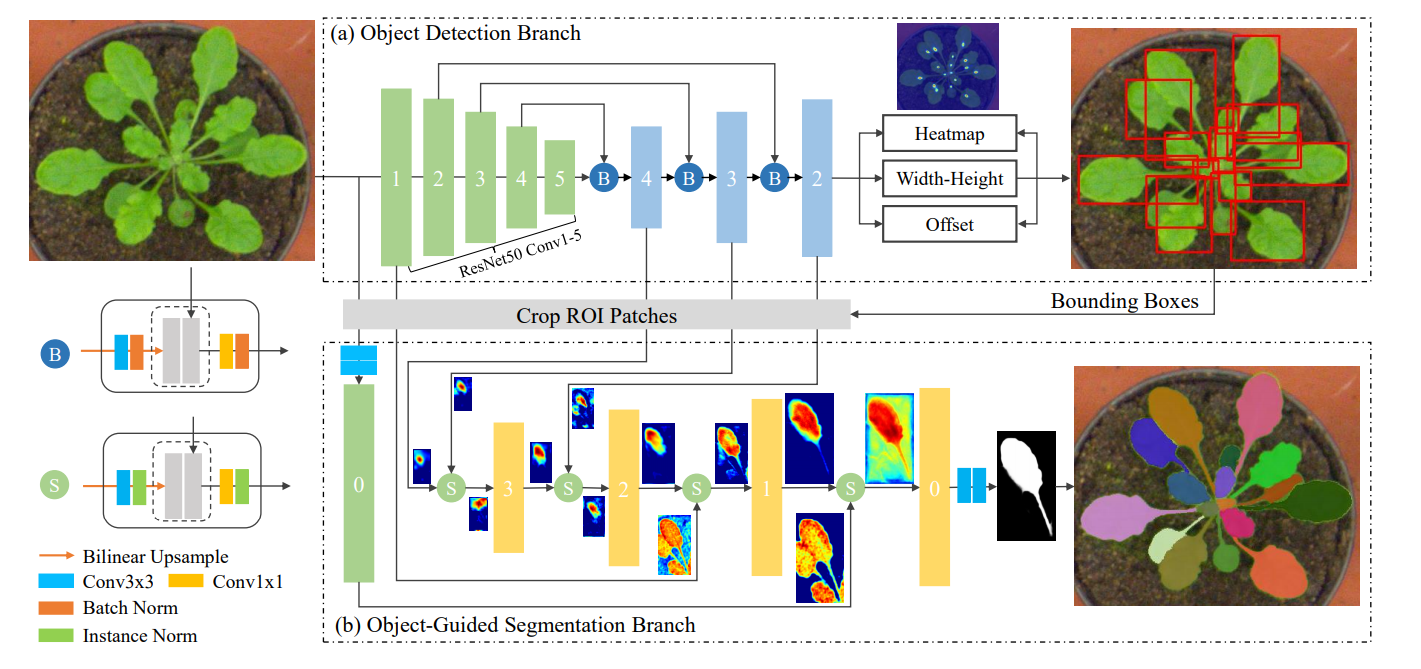 (a) Object Detection Branch
1
2
3
4
5
B
4
B
3
B
2
Heatmap
Width-Height
Offset
ResNet50 Conv1-5
Crop ROI Patches
Bounding Boxes
B
S
Bilinear Upsample
Conv3x3
Conv1x1
Batch Norm
Instance Norm
0
S
3
S
2
S
1
S
0
(b) Object-Guided Segmentation Branch